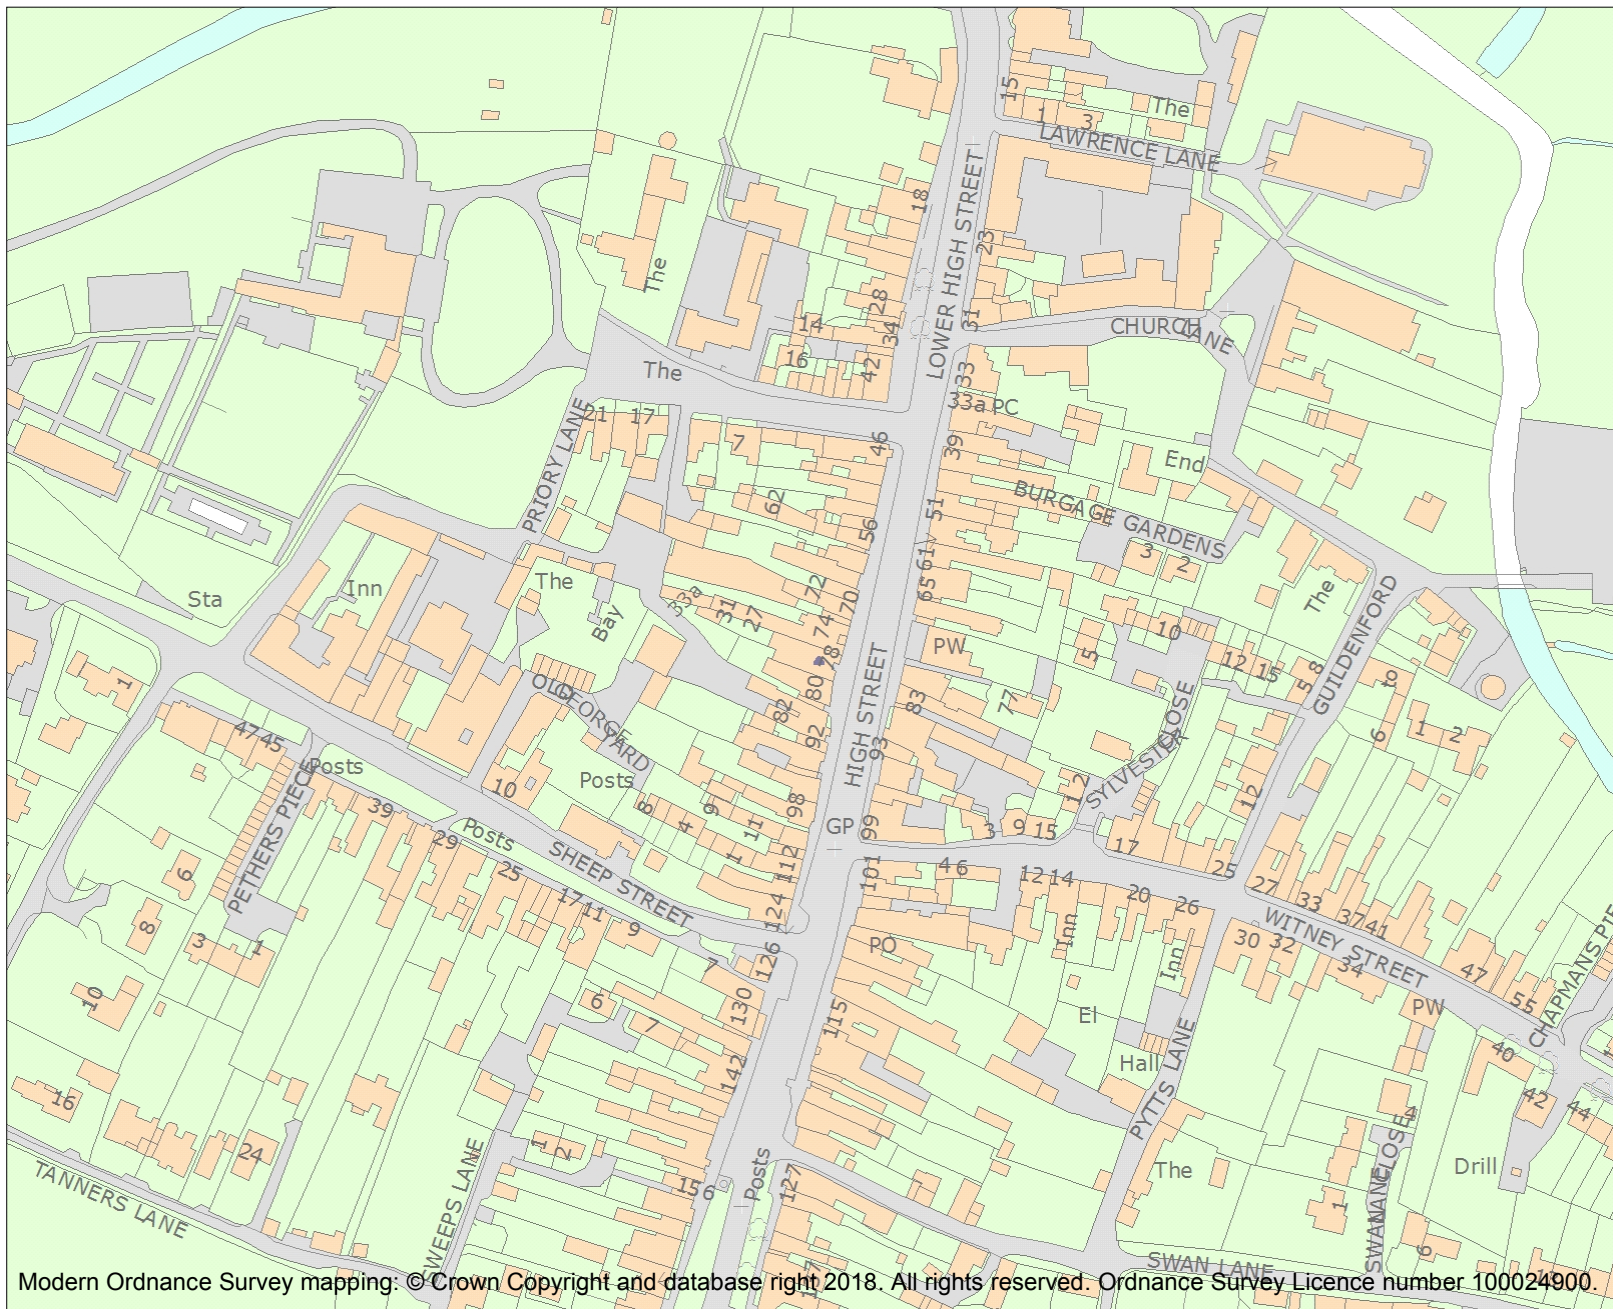 15
1
3
The
LAWRENCE LANE
18
LOWER HIGH STREET
23
The
28
14
34
31
CHURCH
LANE
16
42
The
33
33a
PC
21
17
7
46
39
PRIORY LANE
End
62
BURGAGE GARDENS
51
56
61
3
2
Sta
Inn
The
72
70
65
33a
31
27
The
Bay
74
GUILDENFORD
10
78
PW
5
12
15
58
1
OLD
GEORGE
YARD
80
82
83
77
CLOSE
9
6
1
2
47
45
92
93
HIGH STREET
SYLVESTER
Posts
Posts
10
12
12
39
8
4
9
98
11
GP
99
3
9
15
Posts
29
SHEEP STREET
1
112
101
4
6
17
25
25
12
14
PETHERS PIECE
6
17
11
20
27
26
33
37
41
124
8
9
Inn
WITNEY STREET
3
1
PO
30
32
7
126
Inn
34
47
55
10
6
130
PW
CHAPMANS PIE
7
115
El
142
Hall
PYTTS LANE
40
16
42
44
4
24
1
2
SWAN CLOSE
Posts
The
Drill
TANNERS LANE
156
127
SWEEPS LANE
1
SWAN LANE
SWAN LANE
6
127
Modern Ordnance Survey mapping: © Crown Copyright and database right 2018. All rights reserved. Ordnance Survey Licence number 100024900.